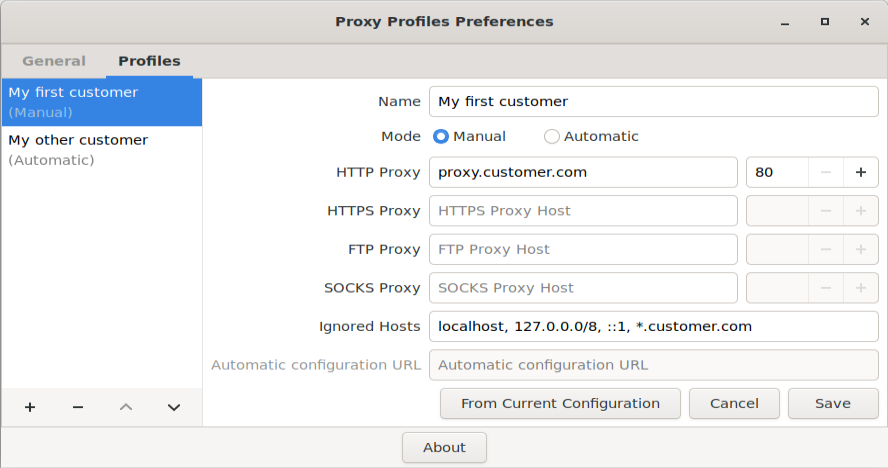 Proxy Profiles Preferences
General Profiles
My first customer
(Manual)
My other customer
(Automatic)
Name My first customer
Mode Manual Automatic
HTTP Proxy proxy.customer.com 80
HTTPS Proxy HTTPS Proxy Host
FTP Proxy FTP Proxy Host
SOCKS Proxy SOCKS Proxy Host
Ignored Hosts localhost, 127.0.0.0/8, ::1, *.customer.com
Automatic configuration URL Automatic configuration URL
From Current Configuration Cancel Save
About